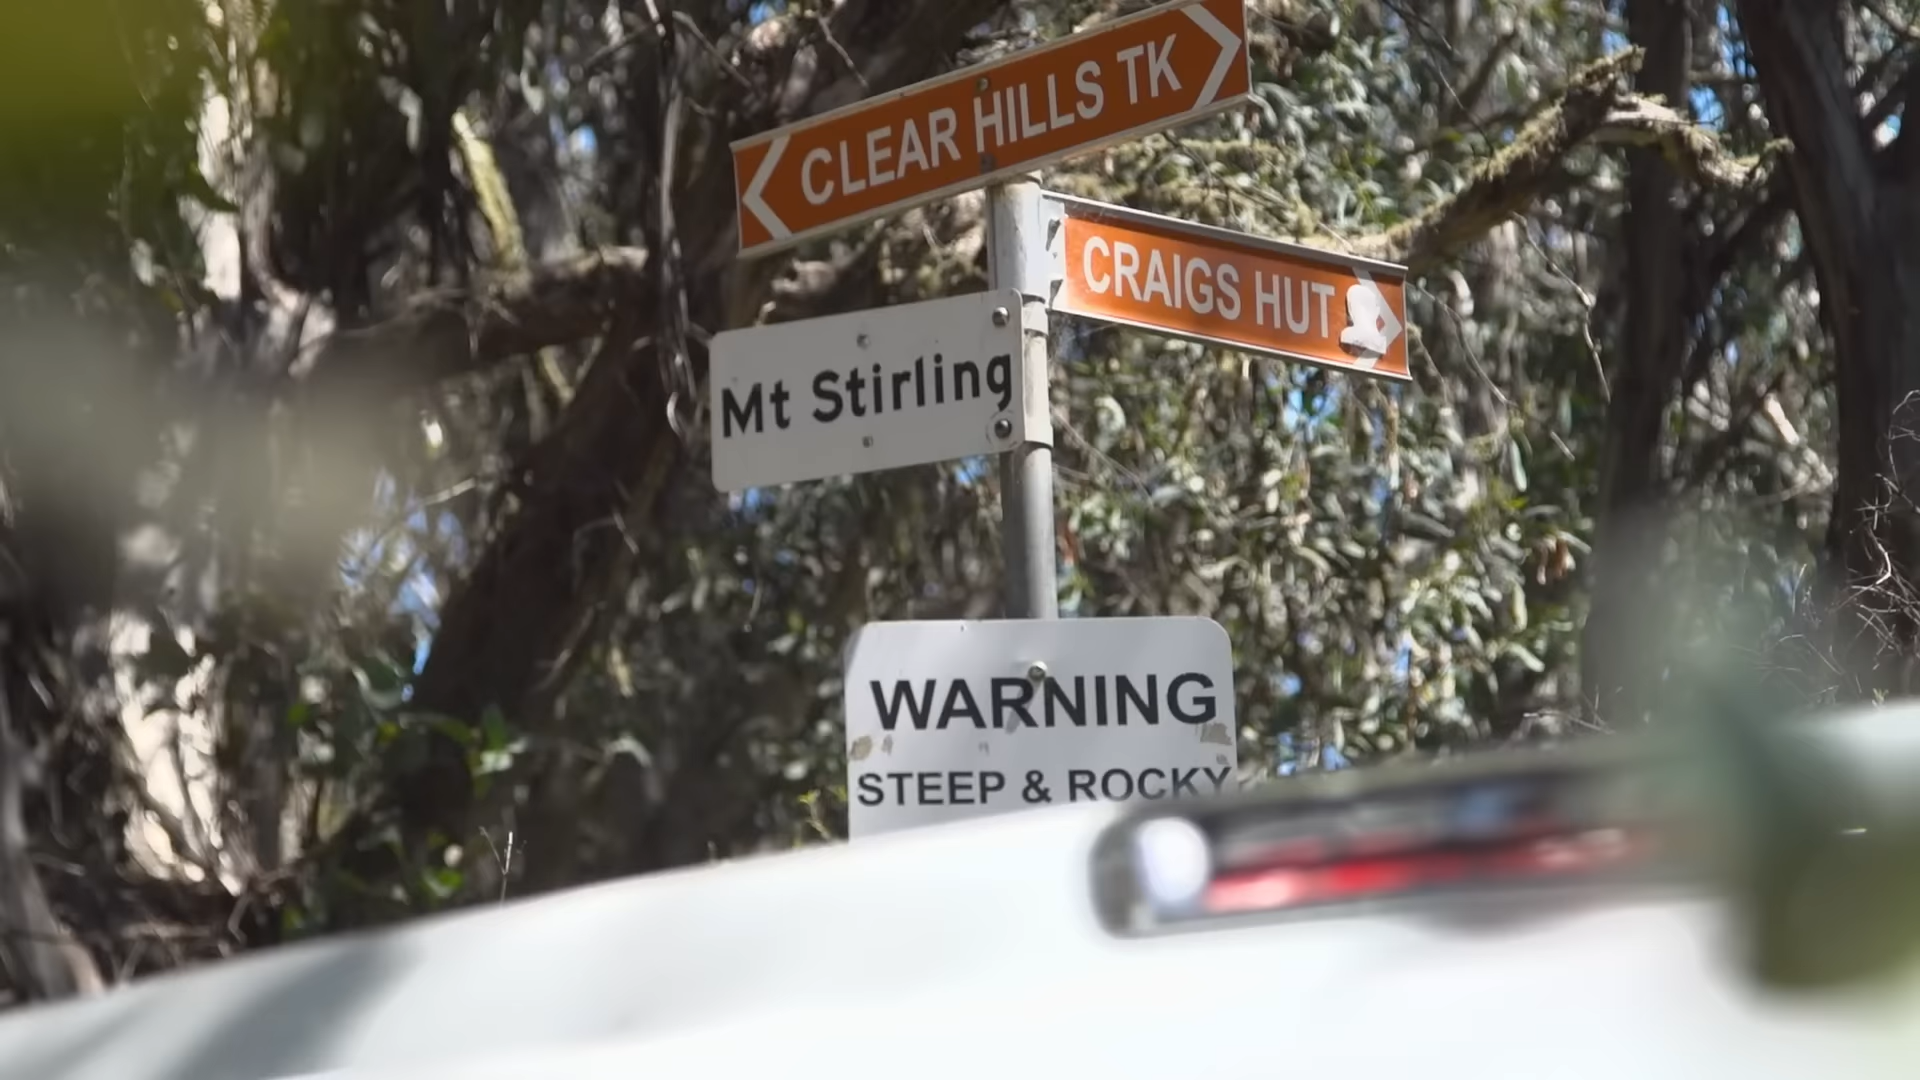 CLEAR HILLS TK
CRAIGS HUT
Mt Stirling
WARNING
STEEP & ROCKY